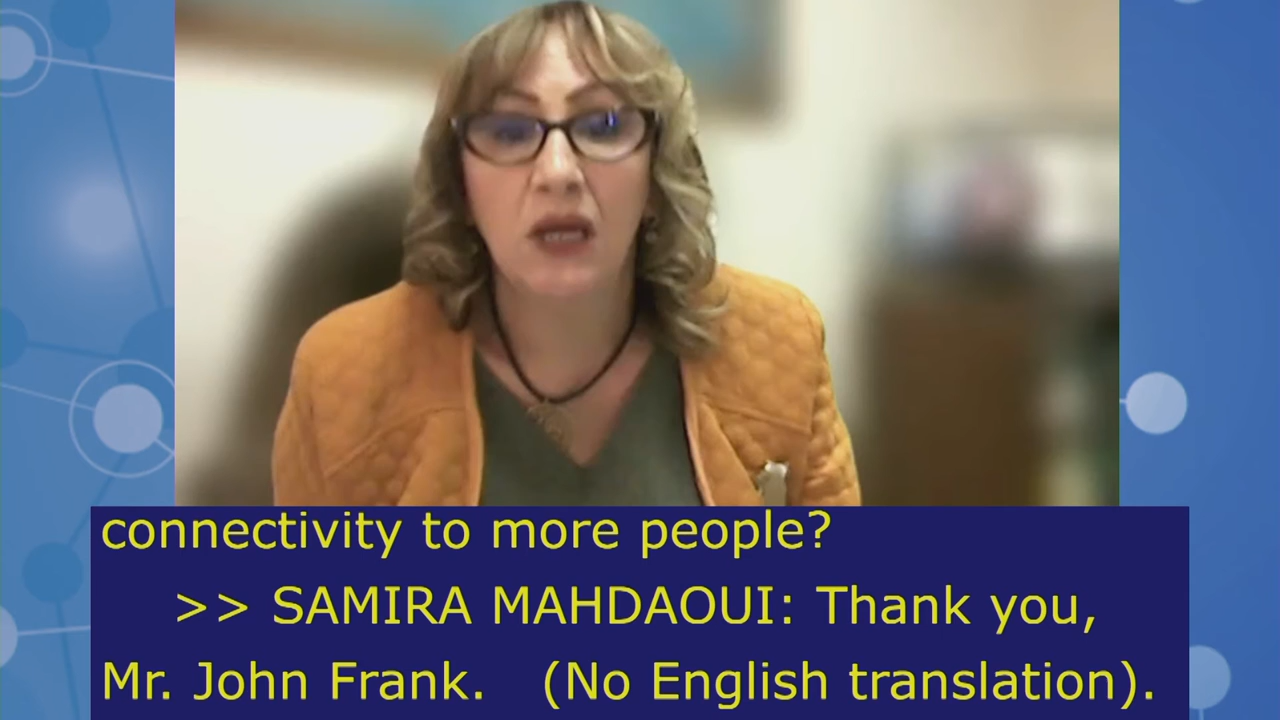 connectivity to more people?
>> SAMIRA MAHDAOUI: Thank you,
Mr. John Frank. (No English translation).